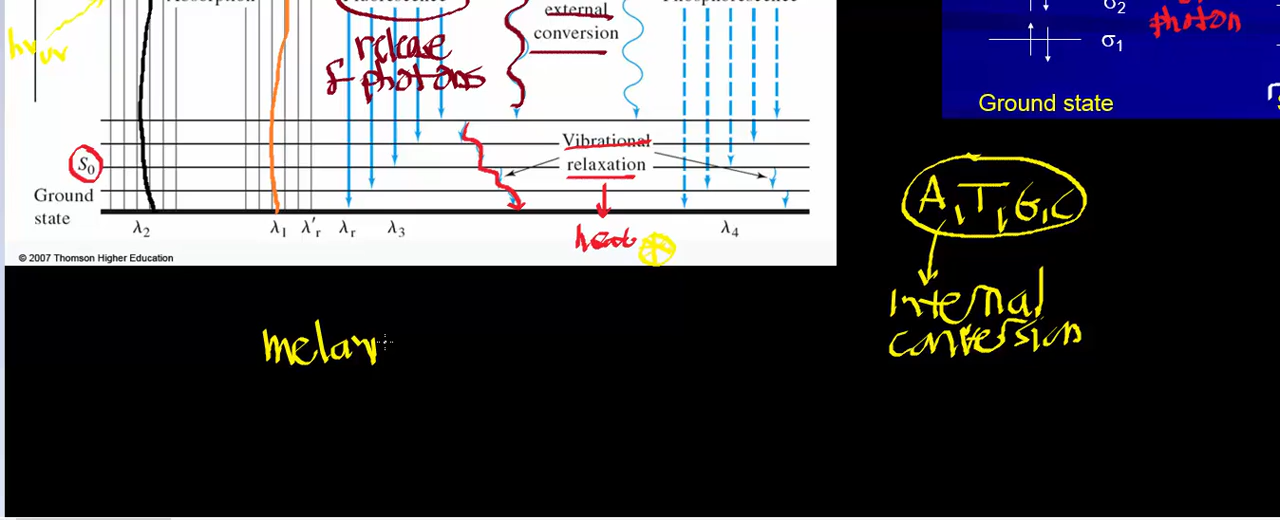 external
conversion
release
of photons
hν
uv
S0
Vibrational
relaxation
Ground
state
λ2
λ1 λ'r λr λ3
λ4
heat
© 2007 Thomson Higher Education
melan
σ2
photon
σ1
Ground state
A, T, G, C
Internal
conversion